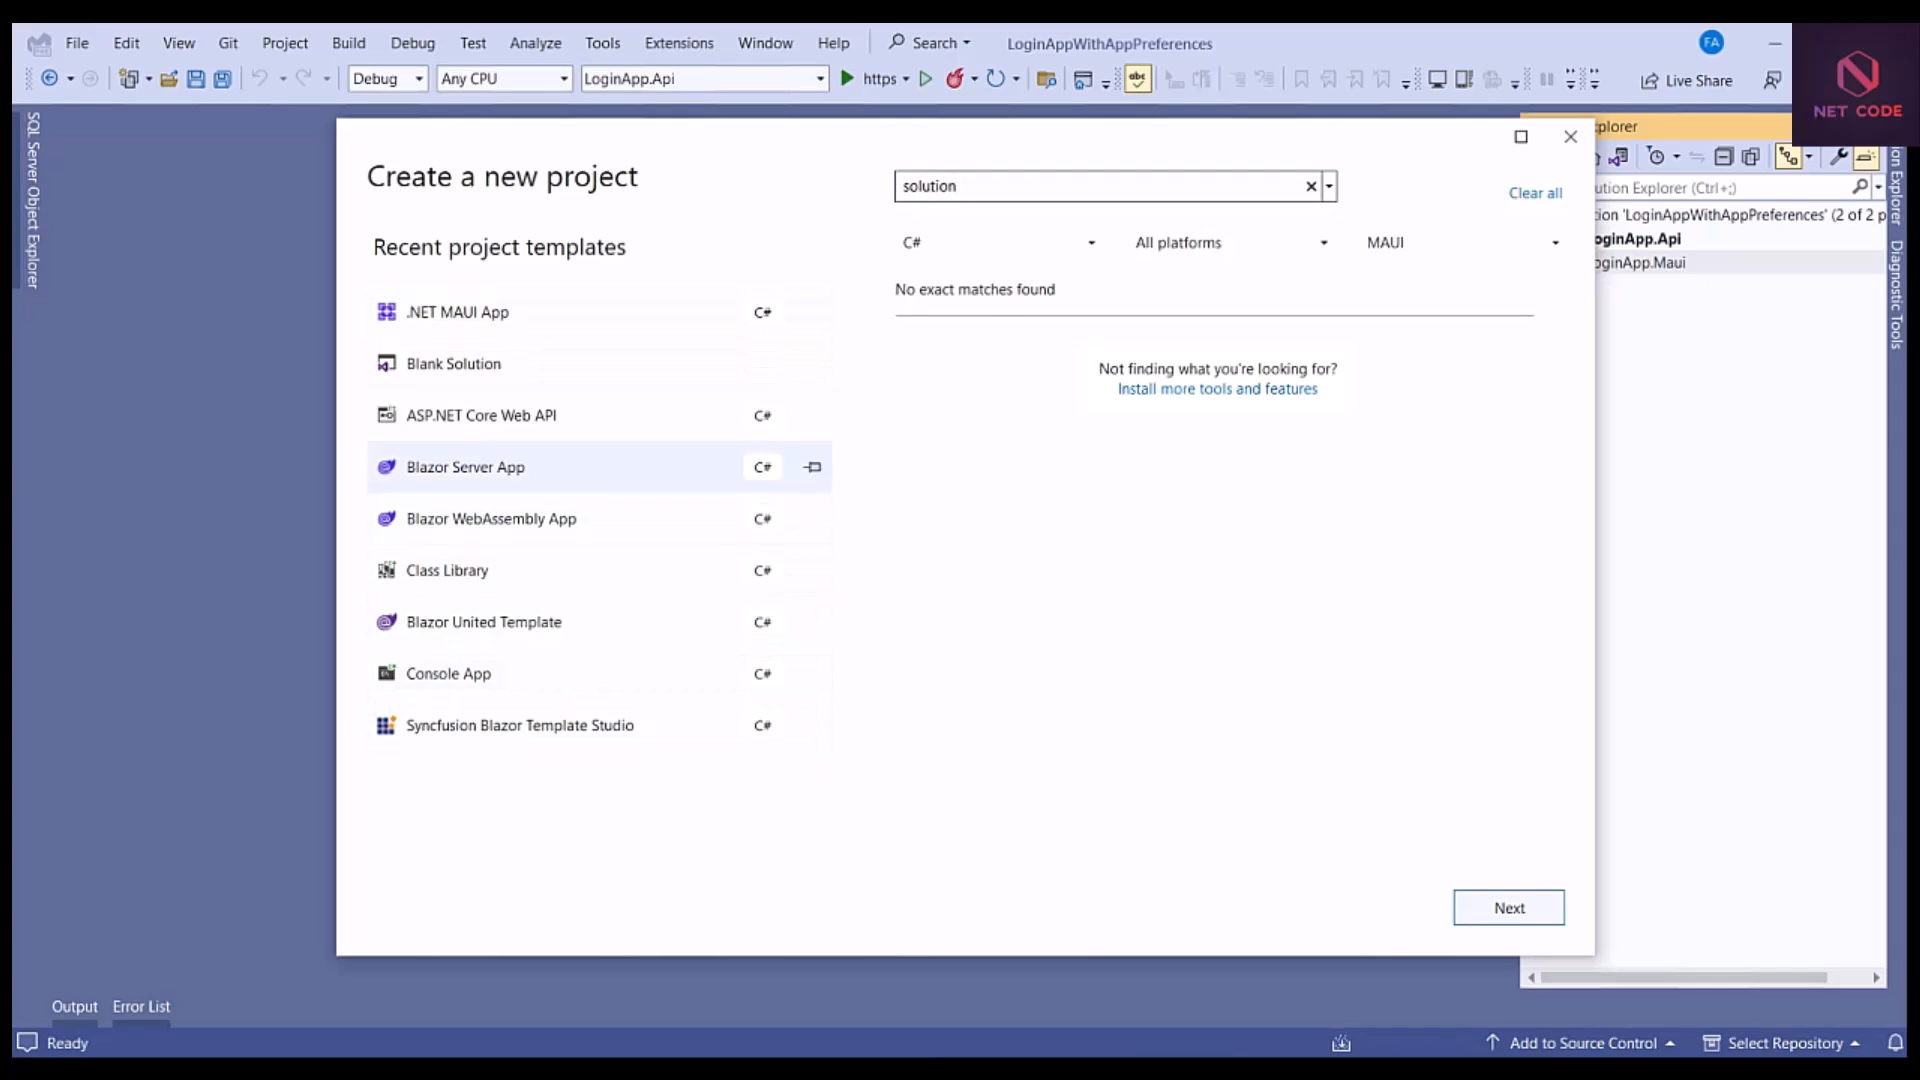 File Edit View Git Project Build Debug Test Analyze Tools Extensions Window Help Search LoginAppWithAppPreferences FA
Debug Any CPU LoginApp.Api https abc Live Share
NET CODE
SQL Server Object Explorer
Create a new project
solution
Clear all
C# All platforms MAUI
No exact matches found
Not finding what you're looking for?
Install more tools and features
Recent project templates
.NET MAUI App C#
Blank Solution
ASP.NET Core Web API C#
Blazor Server App C#
Blazor WebAssembly App C#
Class Library C#
Blazor United Template C#
Console App C#
Syncfusion Blazor Template Studio C#
Next
plorer
ution Explorer (Ctrl+;)
ion 'LoginAppWithAppPreferences' (2 of 2 p
oginApp.Api
oginApp.Maui
ion Explorer
Diagnostic Tools
Output Error List
Ready Add to Source Control Select Repository